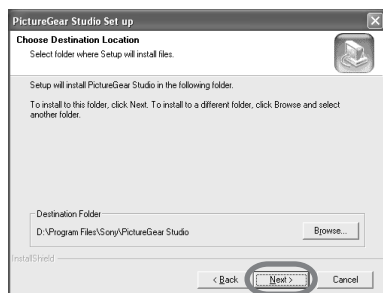 PictureGear Studio Set up
Choose Destination Location
Select folder where Setup will install files.
Setup will install PictureGear Studio in the following folder.
To install to this folder, click Next. To install to a different folder, click Browse and select
another folder.
Destination Folder
D:\Program Files\Sony\PictureGear Studio
Browse...
InstallShield
< Back
Next >
Cancel